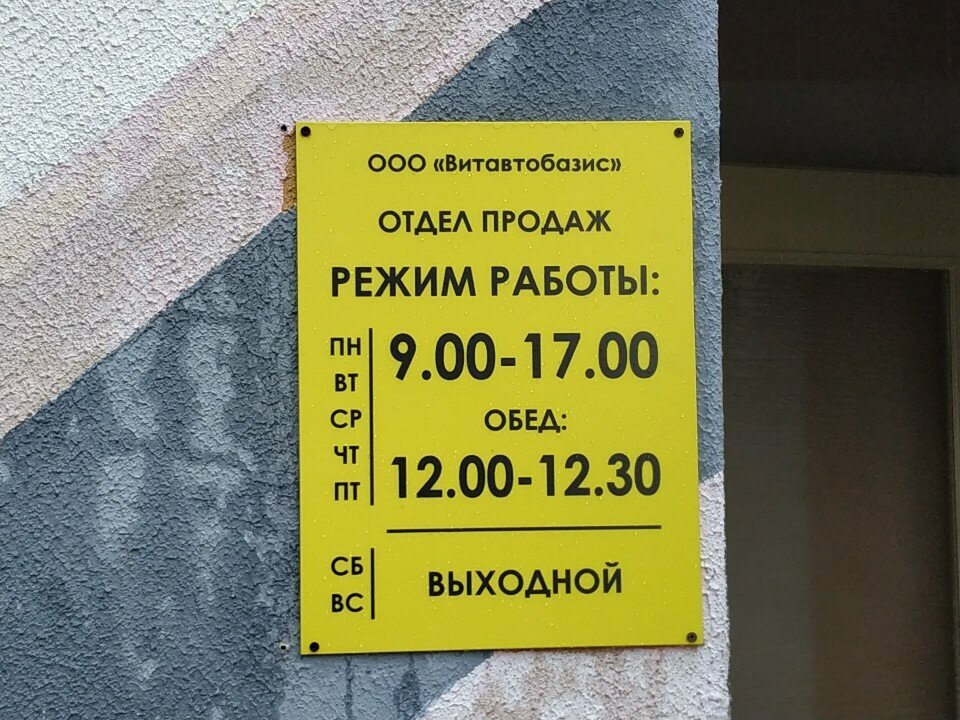 ООО «Витавтобазис»
ОТДЕЛ ПРОДАЖ
РЕЖИМ РАБОТЫ:
ПН
ВТ
СР
ЧТ
ПТ
9.00-17.00
ОБЕД:
12.00-12.30
СБ
ВС
ВЫХОДНОЙ